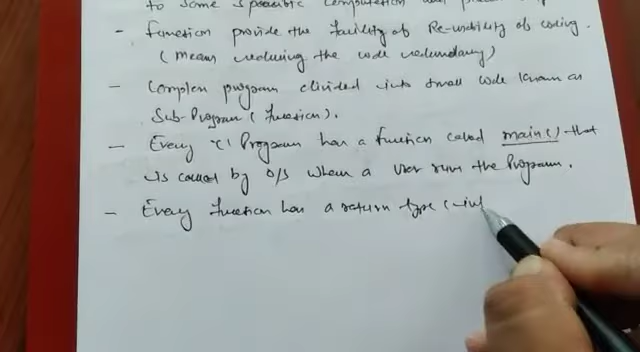 to some specific computation and
- Function provide the facility of Re-usability of coding.
(Means reducing the code redundancy)
- Complex program divided into small code known as
Sub-Program (function).
- Every 'C' Program has a function called main() that
is called by O/S when a user run the Program.
- Every function has a return type (int